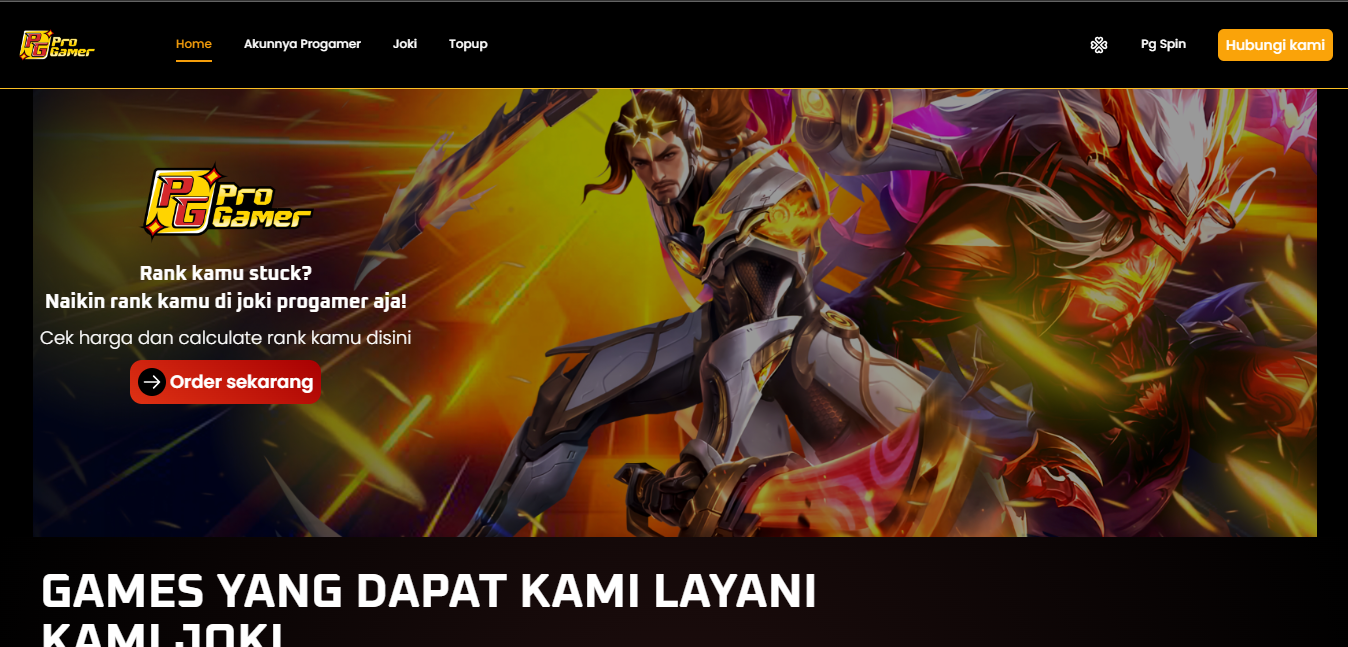 PG Pro Gamer
Home
Akunnya Progamer
Joki
Topup
Pg Spin
Hubungi kami
PG Pro Gamer
Rank kamu stuck?
Naikin rank kamu di joki progamer aja!
Cek harga dan calculate rank kamu disini
Order sekarang
GAMES YANG DAPAT KAMI LAYANI
KAMI JOKI